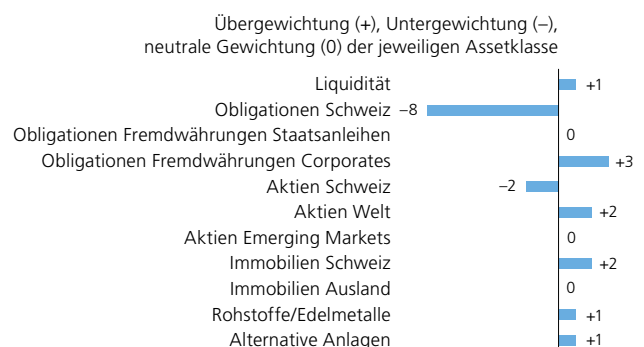 Übergewichtung (+), Untergewichtung (–),
neutrale Gewichtung (0) der jeweiligen Assetklasse
Liquidität +1
Obligationen Schweiz –8
Obligationen Fremdwährungen Staatsanleihen 0
Obligationen Fremdwährungen Corporates +3
Aktien Schweiz –2
Aktien Welt +2
Aktien Emerging Markets 0
Immobilien Schweiz +2
Immobilien Ausland 0
Rohstoffe/Edelmetalle +1
Alternative Anlagen +1